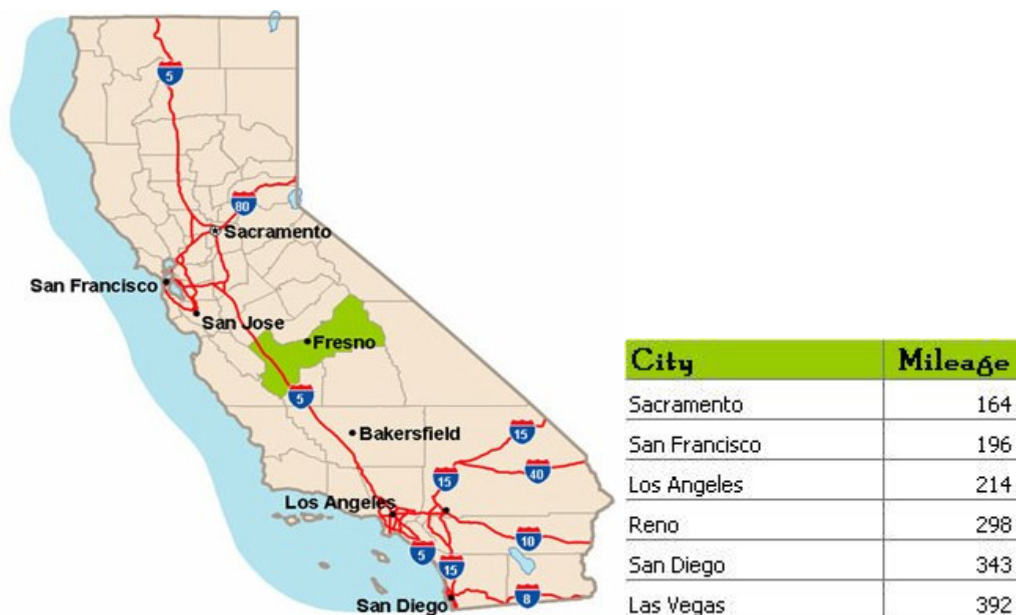 5
80
Sacramento
San Francisco
San Jose
Fresno
5
Bakersfield
15
40
15
Los Angeles
10
5
15
8
San Diego
City Mileage
Sacramento 164
San Francisco 196
Los Angeles 214
Reno 298
San Diego 343
Las Vegas 392